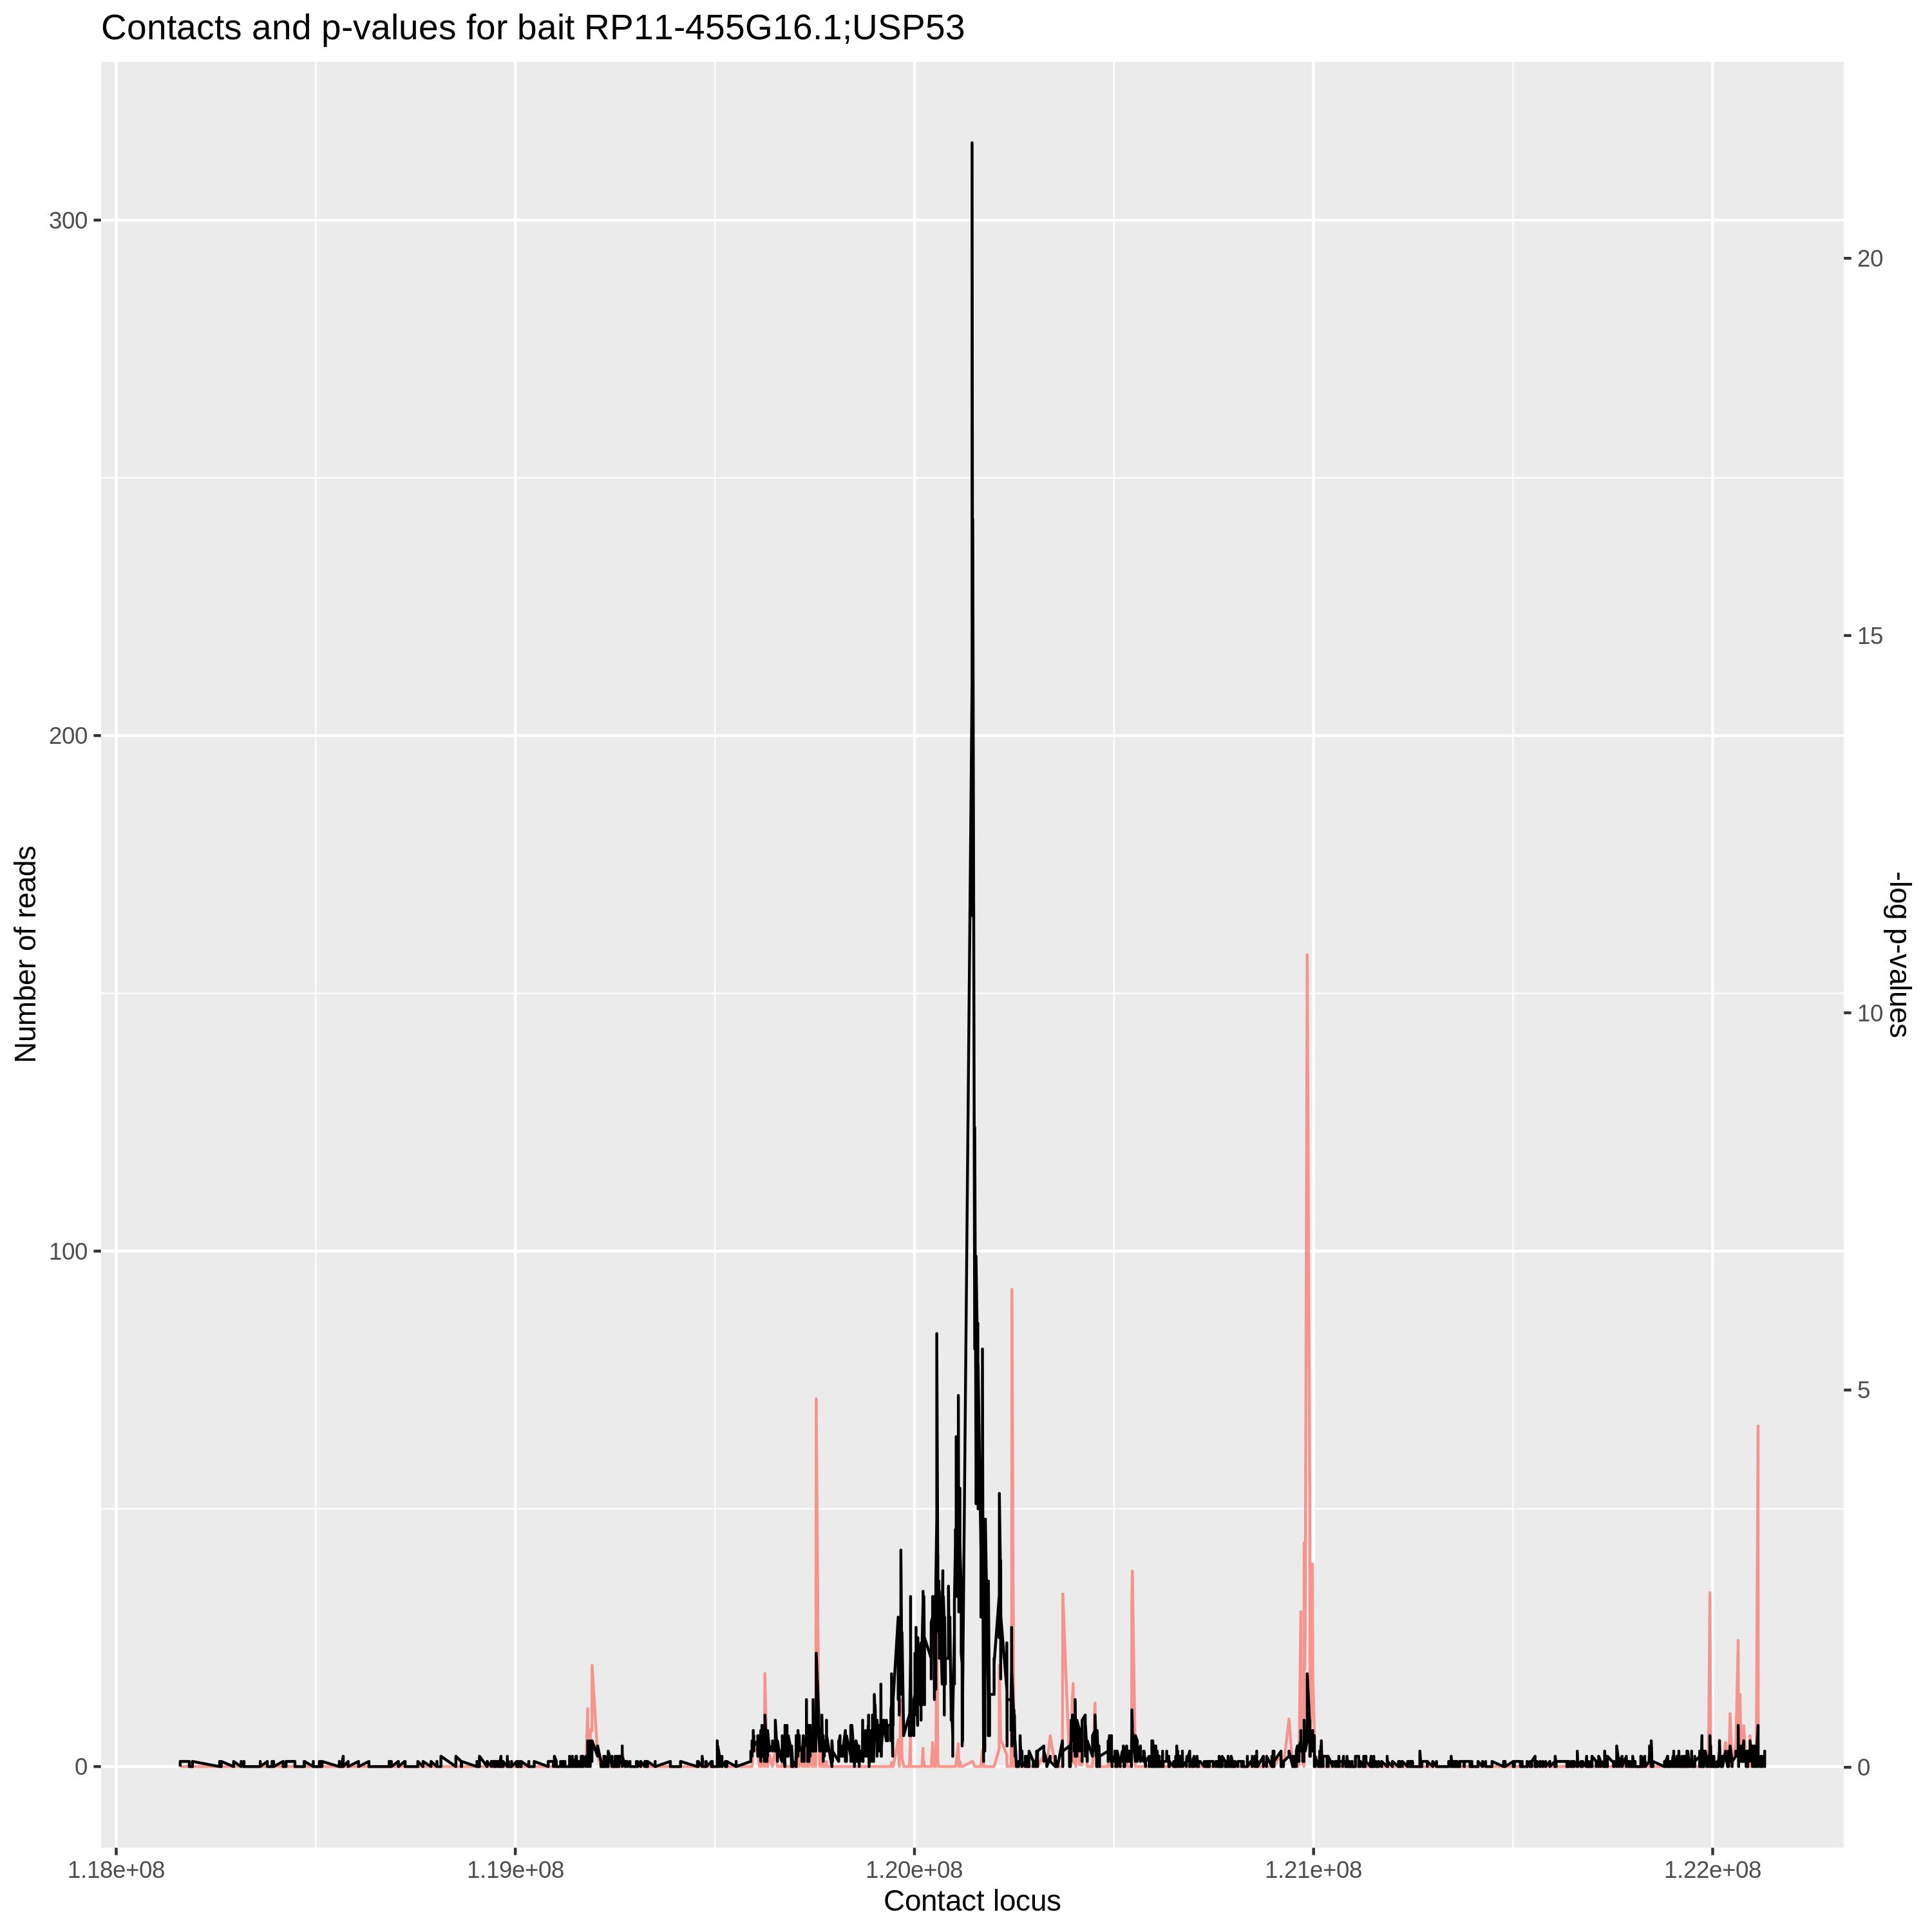 Contacts and p-values for bait RP11-455G16.1;USP53
300
200
100
0
Number of reads
20
15
10
5
0
-log p-values
1.18e+08
1.19e+08
1.20e+08
1.21e+08
1.22e+08
Contact locus